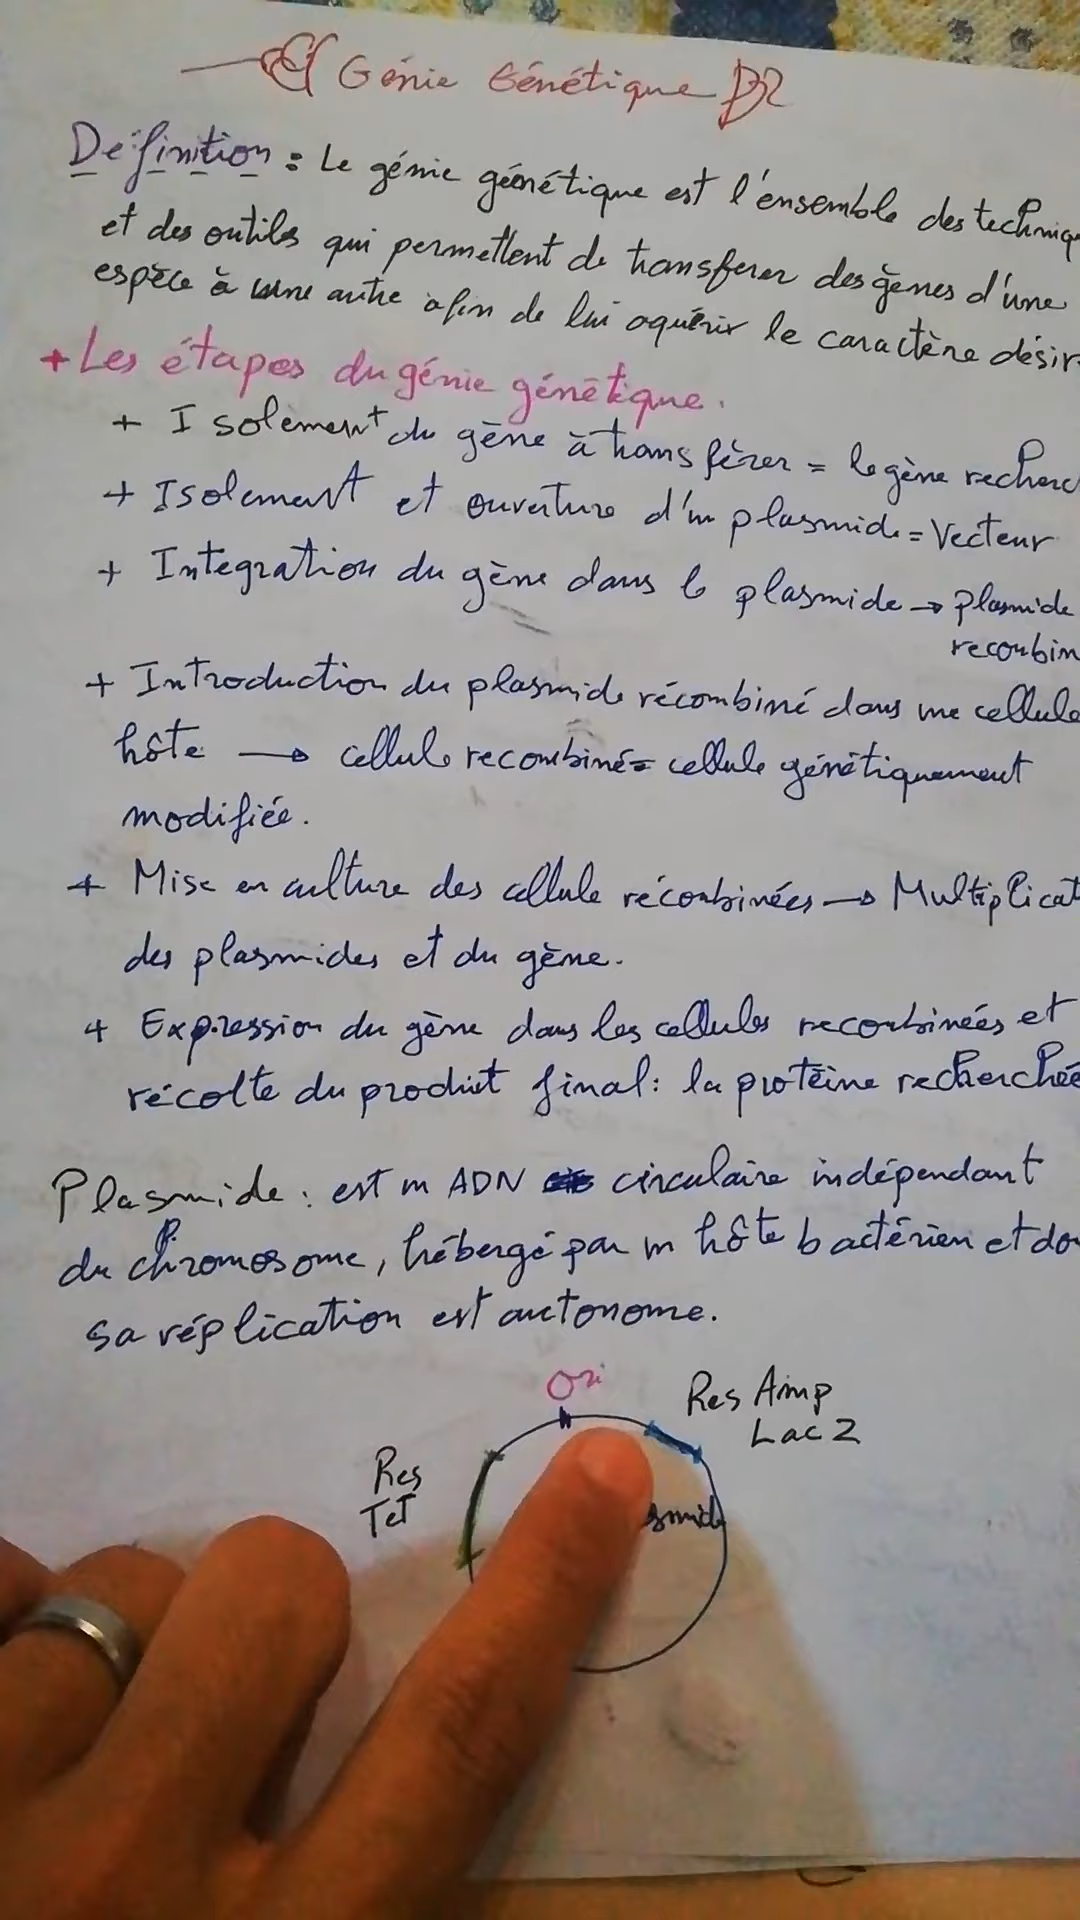 Génie Génétique
Definition : Le génie génétique est l'ensemble des techniq
et des outils qui permettent de transferer des gènes d'une
espèce à une autre afin de lui aquérir le caractère désir
+ Les étapes du génie génétique.
+ Isolement du gène à transférer = le gène recherc
+ Isolement et ouverture d'un plasmide = Vecteur
+ Integration du gène dans le plasmide → plasmide
recombin
+ Introduction du plasmide récombiné dans une cellule
hôte → cellule recombiné = cellule génétiquement
modifiée.
+ Mise en culture des cellule récombinées → Multiplicat
des plasmides et du gène.
+ Expression du gène dans les cellules recombinées et
récolte du produit final : la protéine recherchée
Plasmide : est un ADN circulaire indépendant
du chromosome, hébergé par un hôte bactérien et do
sa réplication est autonome.
Ori
Res Amp
Lac Z
Res
Tet
smide